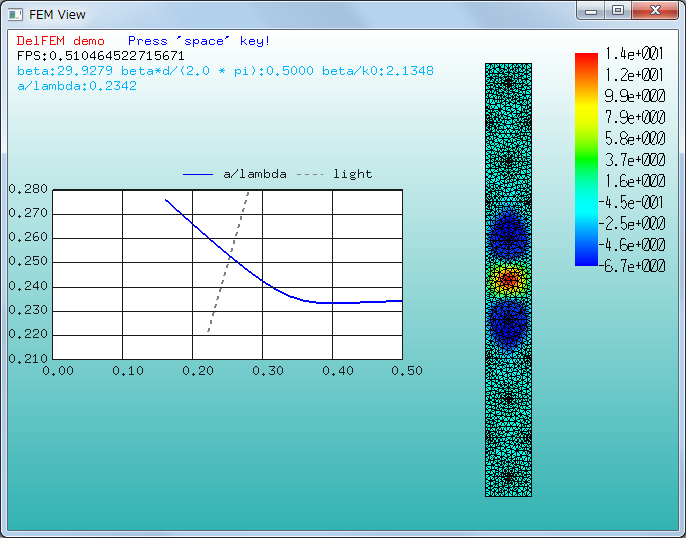 FEM View
DelFEM demo Press 'space' key!
FPS:0.510464522715671
beta:29.9279 beta*d/(2.0 * pi):0.5000 beta/k0:2.1348
a/lambda:0.2342
a/lambda light
0.280
0.270
0.260
0.250
0.240
0.230
0.220
0.210
0.00 0.10 0.20 0.30 0.40 0.50
1.4e+001
1.2e+001
9.9e+000
7.9e+000
5.8e+000
3.7e+000
1.6e+000
-4.5e-001
-2.5e+000
-4.6e+000
-6.7e+000